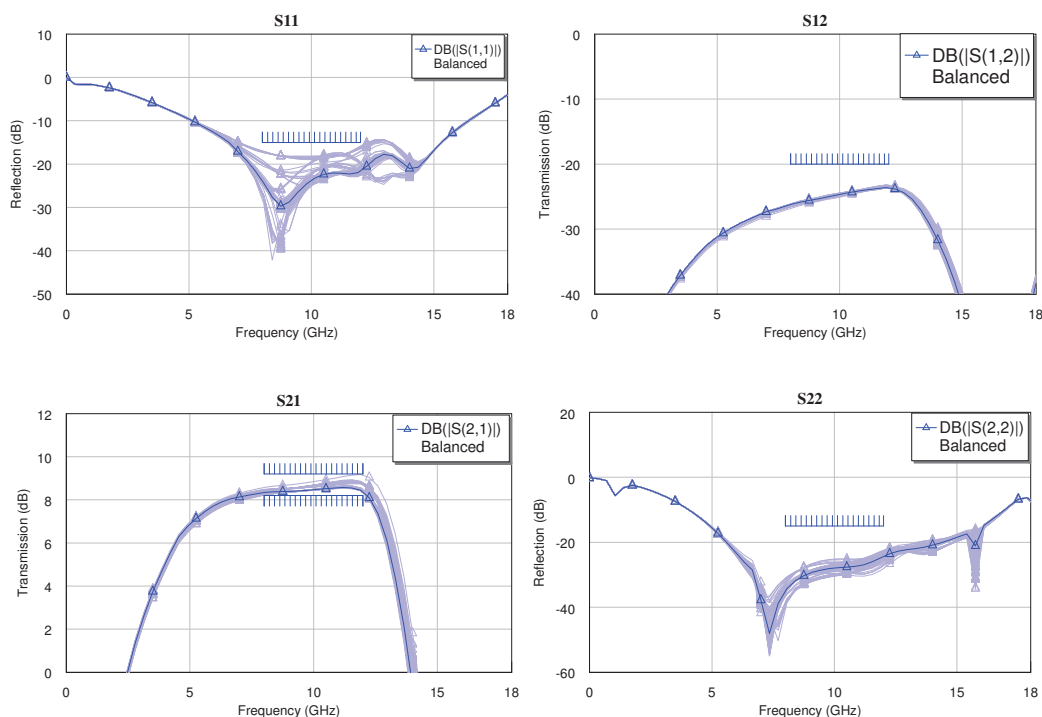 S11
10
0
-10
-20
-30
-40
-50
Reflection (dB)
DB(|S(1,1)|)
Balanced
0
5
10
15
18
Frequency (GHz)
S12
0
-10
-20
-30
-40
Transmission (dB)
DB(|S(1,2)|)
Balanced
0
5
10
15
18
Frequency (GHz)
S21
12
10
8
6
4
2
0
Transmission (dB)
DB(|S(2,1)|)
Balanced
0
5
10
15
18
Frequency (GHz)
S22
20
0
-20
-40
-60
Reflection (dB)
DB(|S(2,2)|)
Balanced
0
5
10
15
18
Frequency (GHz)